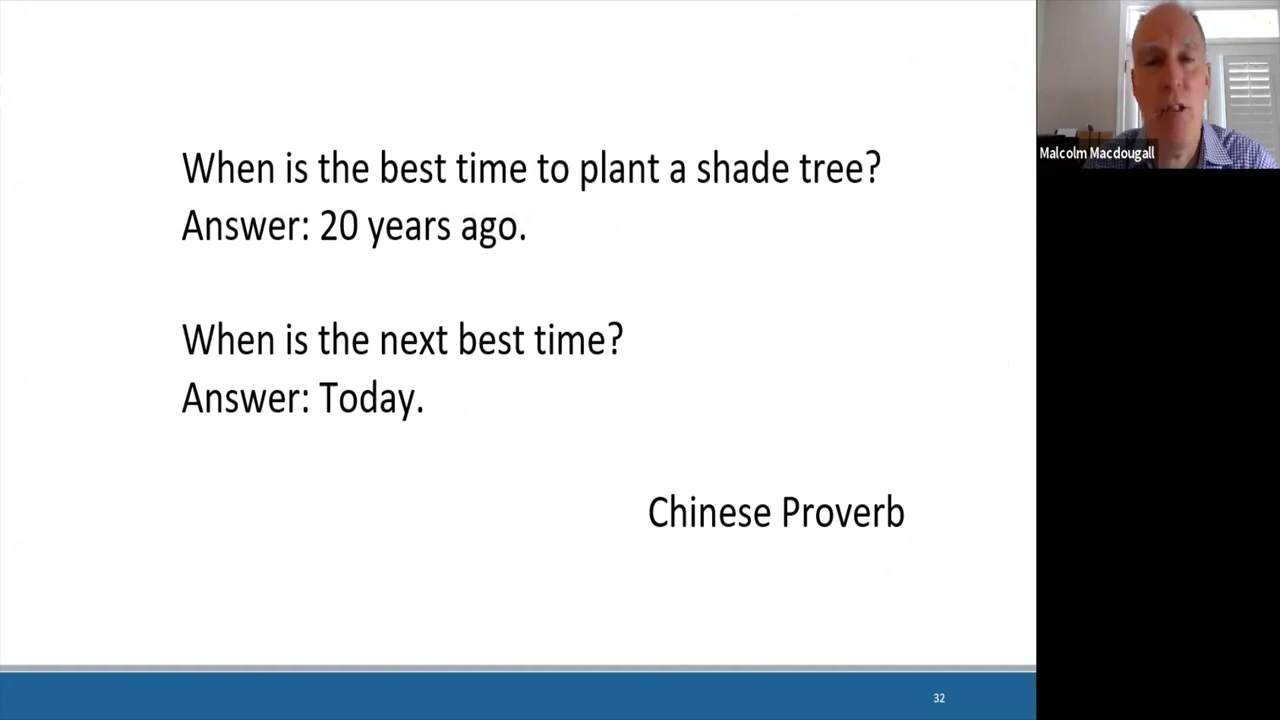 When is the best time to plant a shade tree?
Answer: 20 years ago.
When is the next best time?
Answer: Today.
Chinese Proverb
32
Malcolm Macdougall